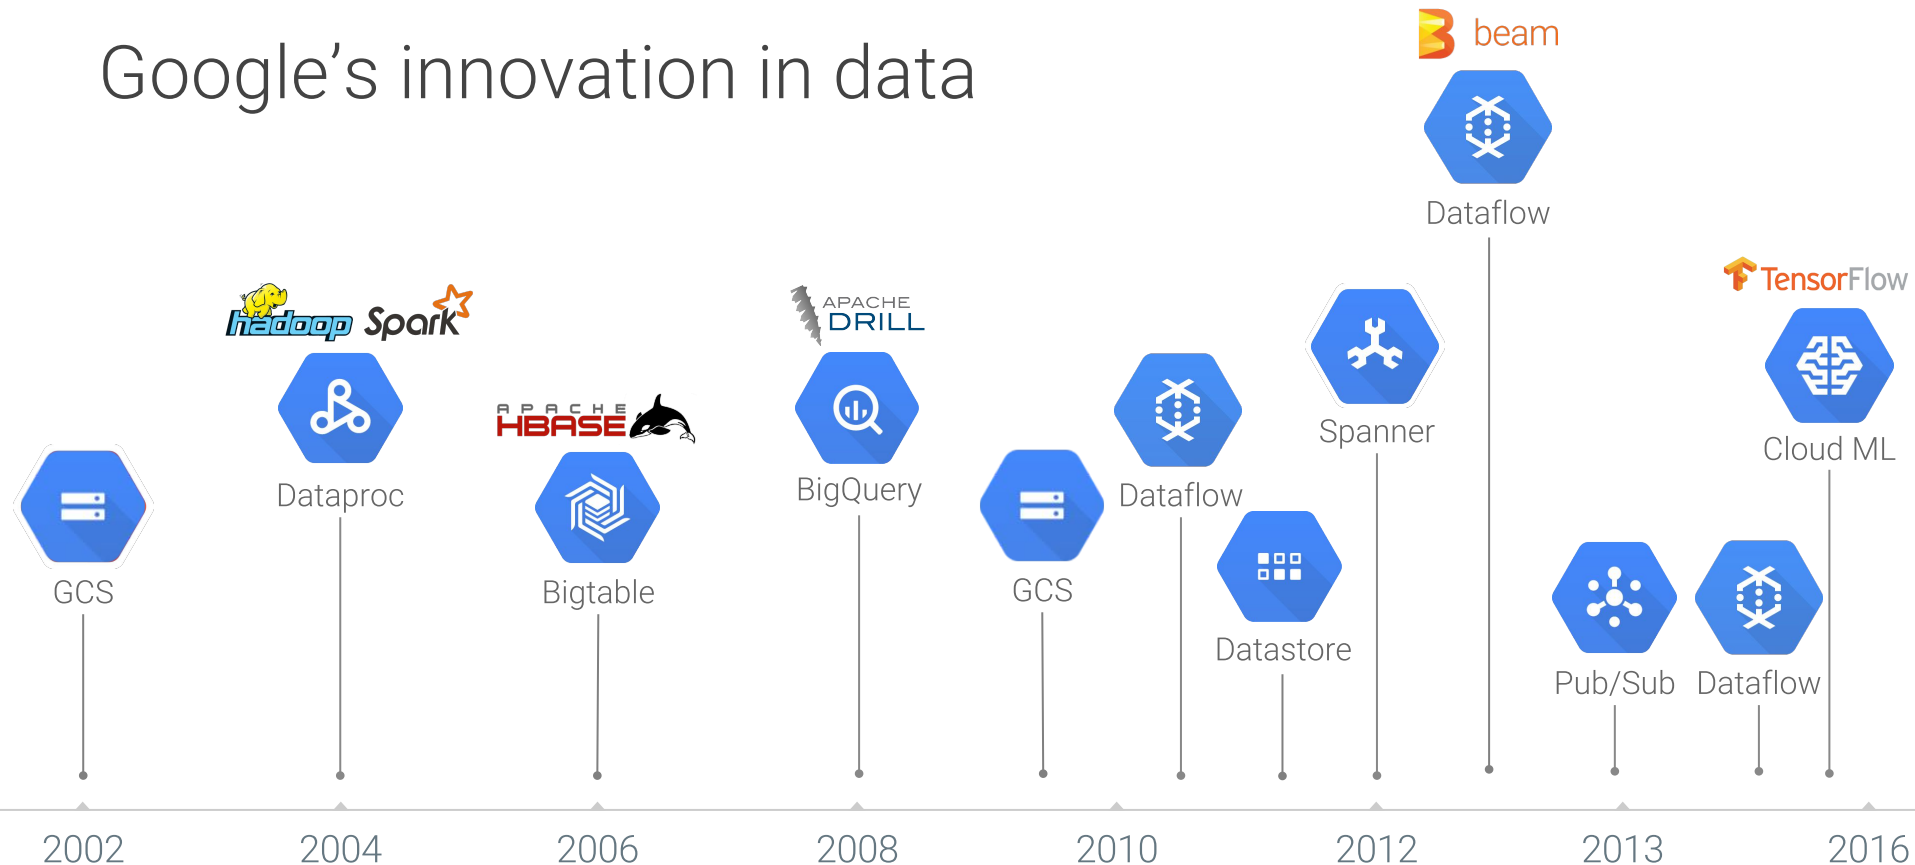 Google’s innovation in data
beam
Dataflow
hadoop Spark
Dataproc
APACHE
HBASE
Bigtable
APACHE
DRILL
BigQuery
GCS
GCS
Dataflow
Datastore
Spanner
TensorFlow
Cloud ML
Pub/Sub
Dataflow
2002
2004
2006
2008
2010
2012
2013
2016